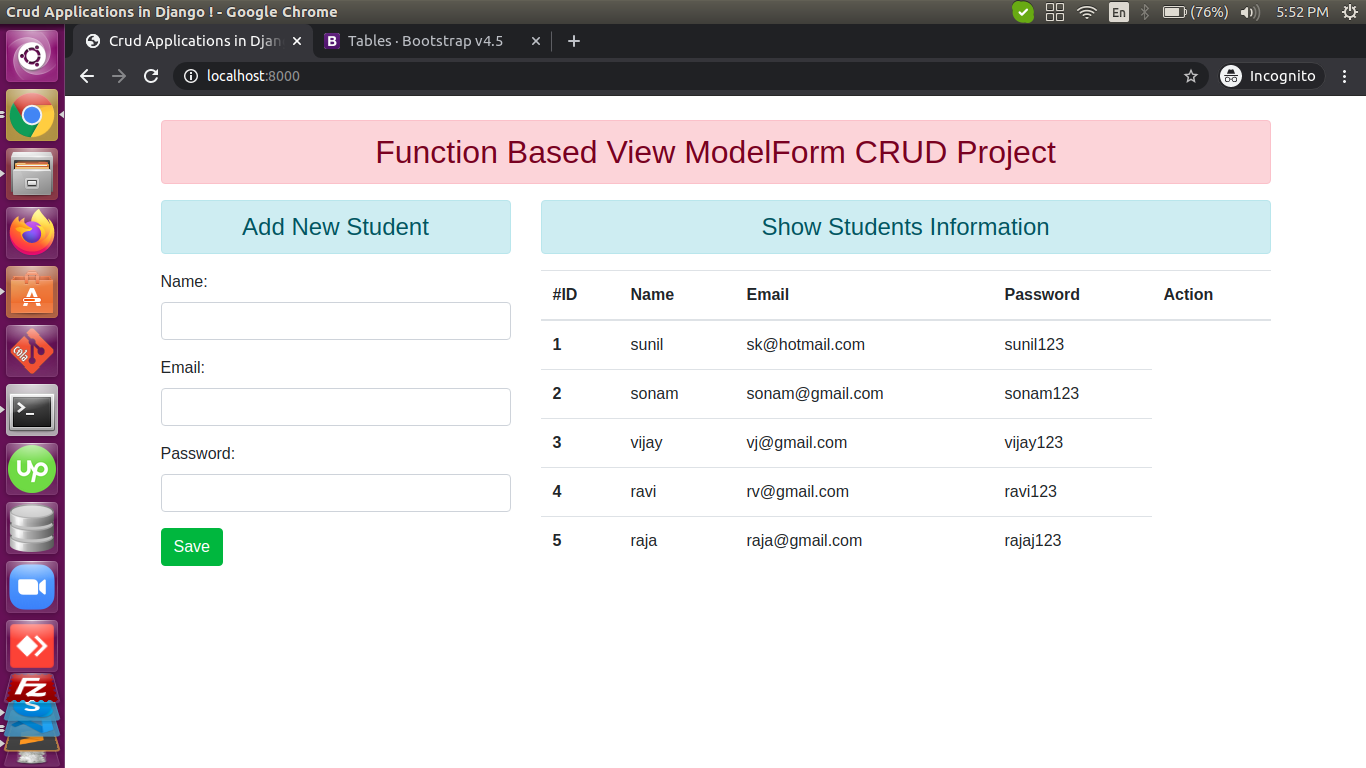 Crud Applications in Django ! - Google Chrome
En (76%) 5:52 PM
Crud Applications in Djan
Tables · Bootstrap v4.5
localhost:8000
Incognito
Function Based View ModelForm CRUD Project
Add New Student
Show Students Information
Name:
Email:
Password:
Save
#ID Name Email Password Action
1 sunil sk@hotmail.com sunil123
2 sonam sonam@gmail.com sonam123
3 vijay vj@gmail.com vijay123
4 ravi rv@gmail.com ravi123
5 raja raja@gmail.com rajaj123